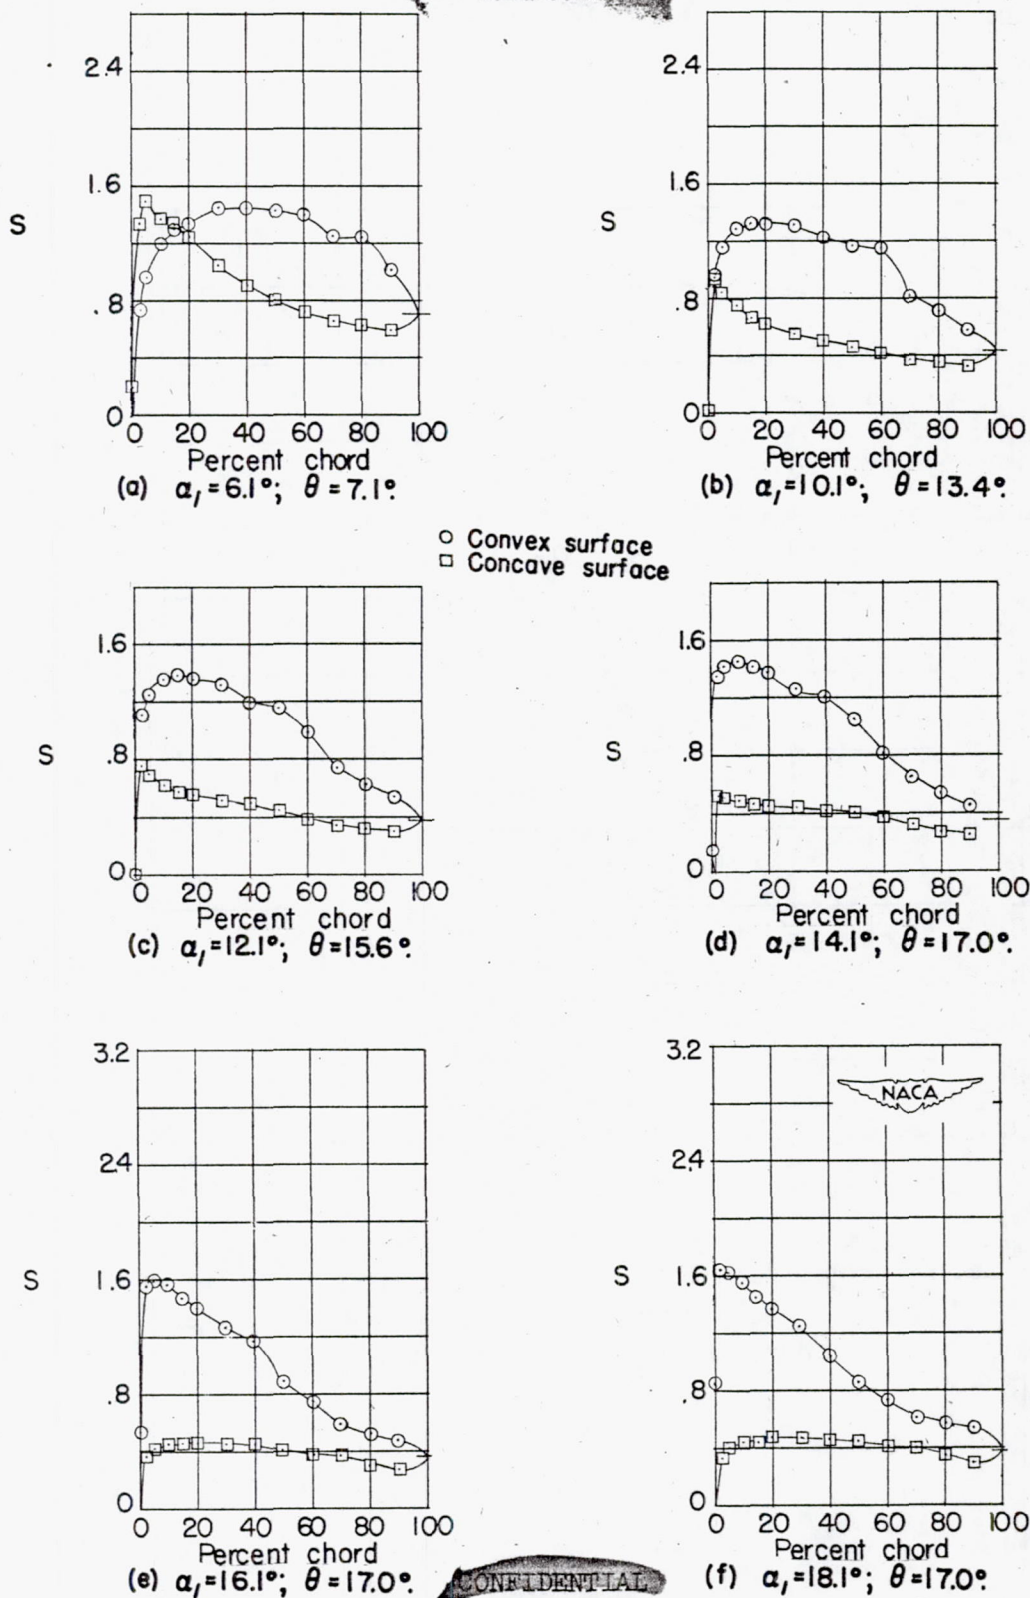 2.4
1.6
S
.8
0
0 20 40 60 80 100
Percent chord
(a) α₁=6.1°; θ=7.1°.
2.4
1.6
S
.8
0
0 20 40 60 80 100
Percent chord
(b) α₁=10.1°; θ=13.4°.
○ Convex surface
□ Concave surface
1.6
S
.8
0
0 20 40 60 80 100
Percent chord
(c) α₁=12.1°; θ=15.6°.
1.6
S
.8
0
0 20 40 60 80 100
Percent chord
(d) α₁=14.1°; θ=17.0°.
3.2
2.4
S
1.6
.8
0
0 20 40 60 80 100
Percent chord
(e) α₁=16.1°; θ=17.0°.
3.2
NACA
2.4
S
1.6
.8
0
0 20 40 60 80 100
Percent chord
(f) α₁=18.1°; θ=17.0°.
CONFIDENTIAL